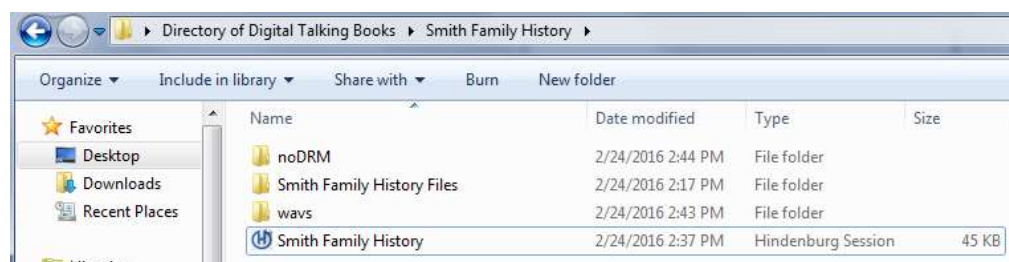 Directory of Digital Talking Books Smith Family History
Organize Include in library Share with Burn New folder
Favorites
Desktop
Downloads
Recent Places
Name Date modified Type Size
noDRM 2/24/2016 2:44 PM File folder
Smith Family History Files 2/24/2016 2:17 PM File folder
wavs 2/24/2016 2:43 PM File folder
Smith Family History 2/24/2016 2:37 PM Hindenburg Session 45 KB